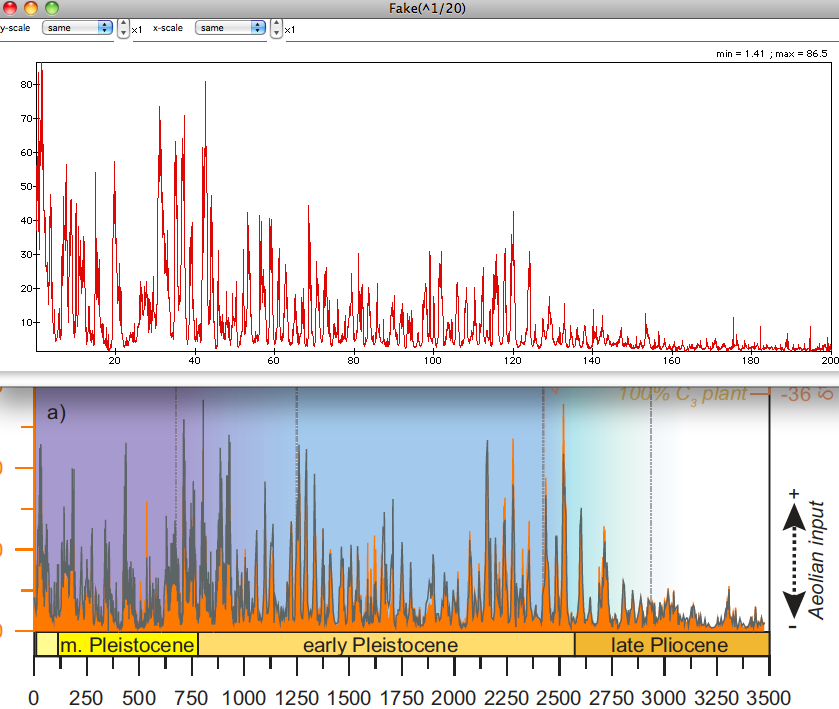 Fake(^1/20)
y-scale same x1 x-scale same x1
min = 1.41 ; max = 86.5
80
70
60
50
40
30
20
10
20 40 60 80 100 120 140 160 180 200
a)
100% C3 plant
-36
+
Aeolian input
-
m. Pleistocene early Pleistocene late Pliocene
0 250 500 750 1000 1250 1500 1750 2000 2250 2500 2750 3000 3250 3500